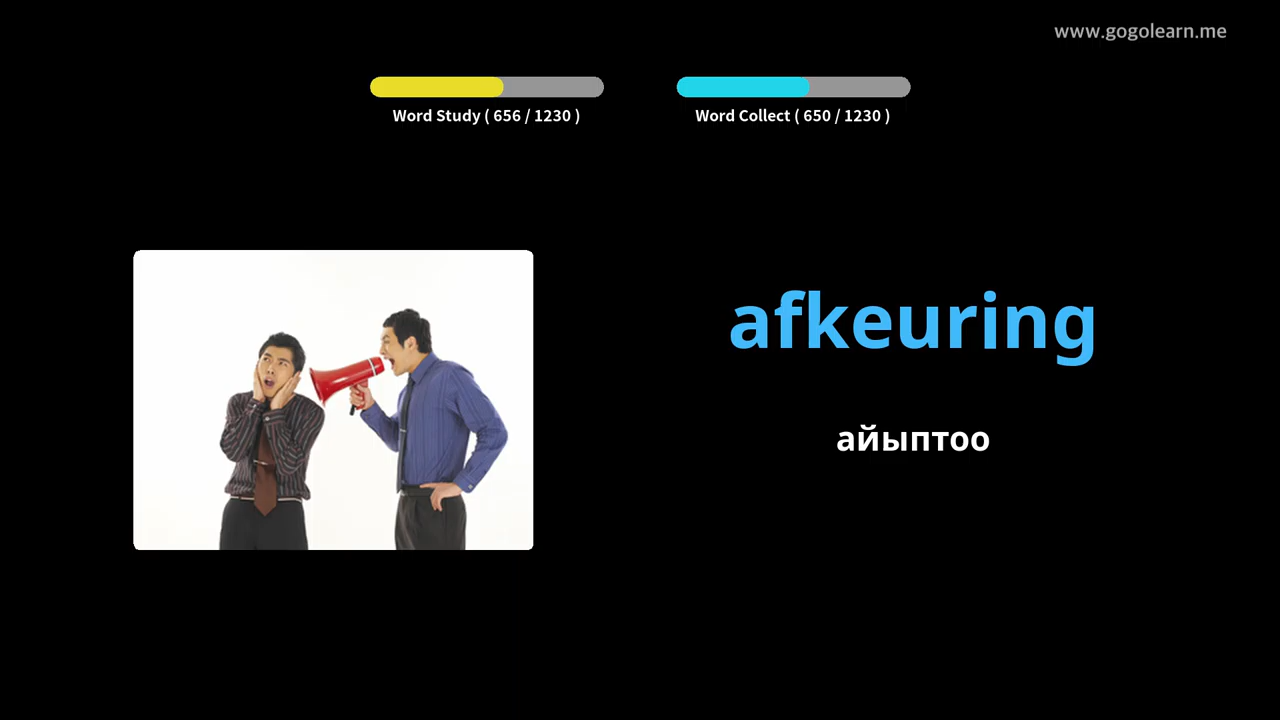 www.gogolearn.me
Word Study ( 656 / 1230 )
Word Collect ( 650 / 1230 )
afkeuring
айыптоо